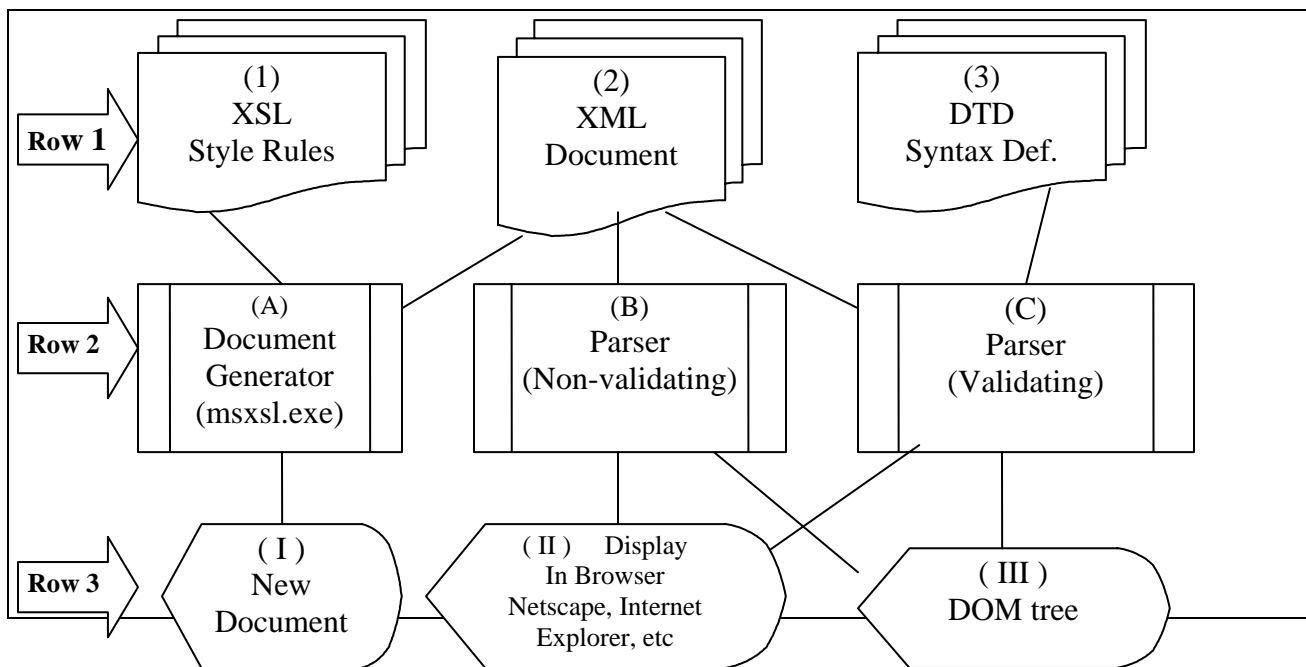 Row 1
(1)
XSL
Style Rules
(2)
XML
Document
(3)
DTD
Syntax Def.
Row 2
(A)
Document
Generator
(msxsl.exe)
(B)
Parser
(Non-validating)
(C)
Parser
(Validating)
Row 3
( I )
New
Document
( II ) Display
In Browser
Netscape, Internet
Explorer, etc
( III )
DOM tree